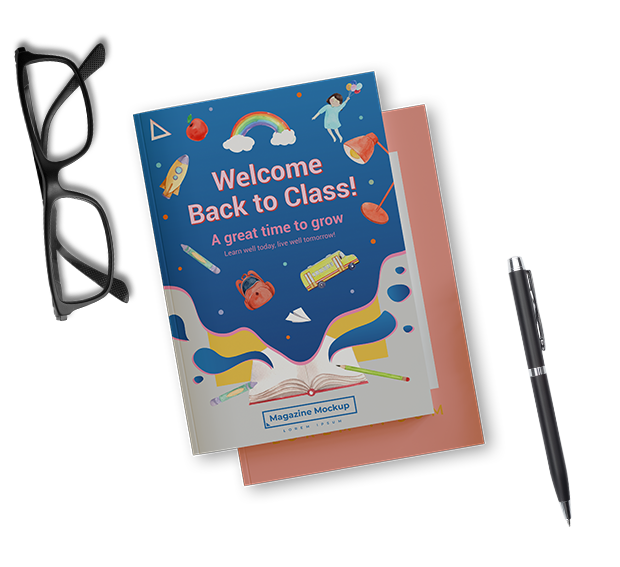 Welcome
Back to Class!
A great time to grow
Learn well today, live well tomorrow!
Magazine Mockup
LOREM IPSUM